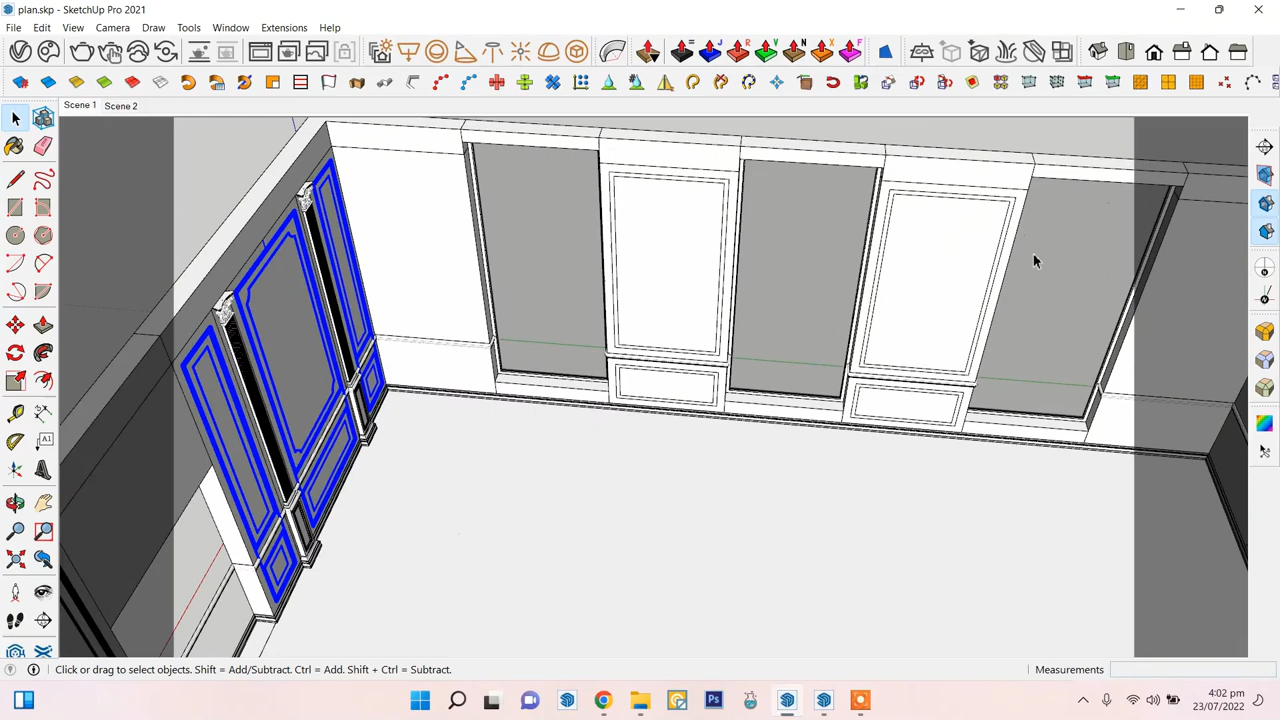 plan.skp - SketchUp Pro 2021
File Edit View Camera Draw Tools Window Extensions Help
Scene 1 Scene 2
Click or drag to select objects. Shift = Add/Subtract. Ctrl = Add. Shift + Ctrl = Subtract.
Measurements
4:02 pm
23/07/2022